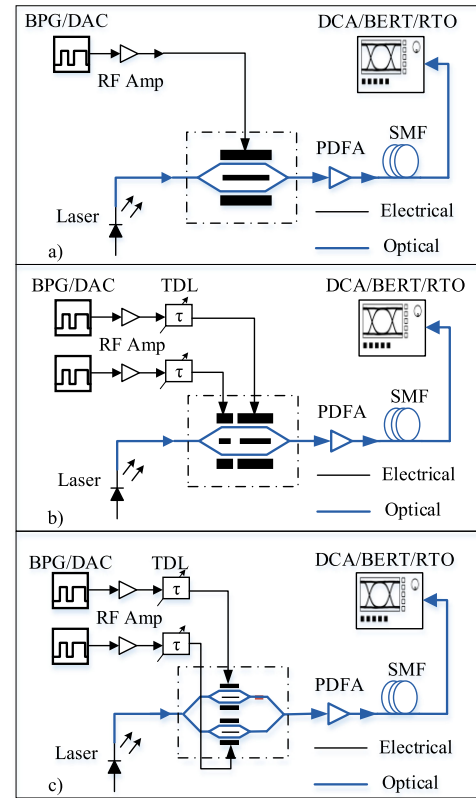 BPG/DAC
DCA/BERT/RTO
RF Amp
PDFA
SMF
Laser
Electrical
Optical
a)
BPG/DAC
TDL
DCA/BERT/RTO
τ
RF Amp
τ
PDFA
SMF
Laser
Electrical
Optical
b)
BPG/DAC
TDL
DCA/BERT/RTO
τ
RF Amp
τ
PDFA
SMF
Laser
Electrical
Optical
c)